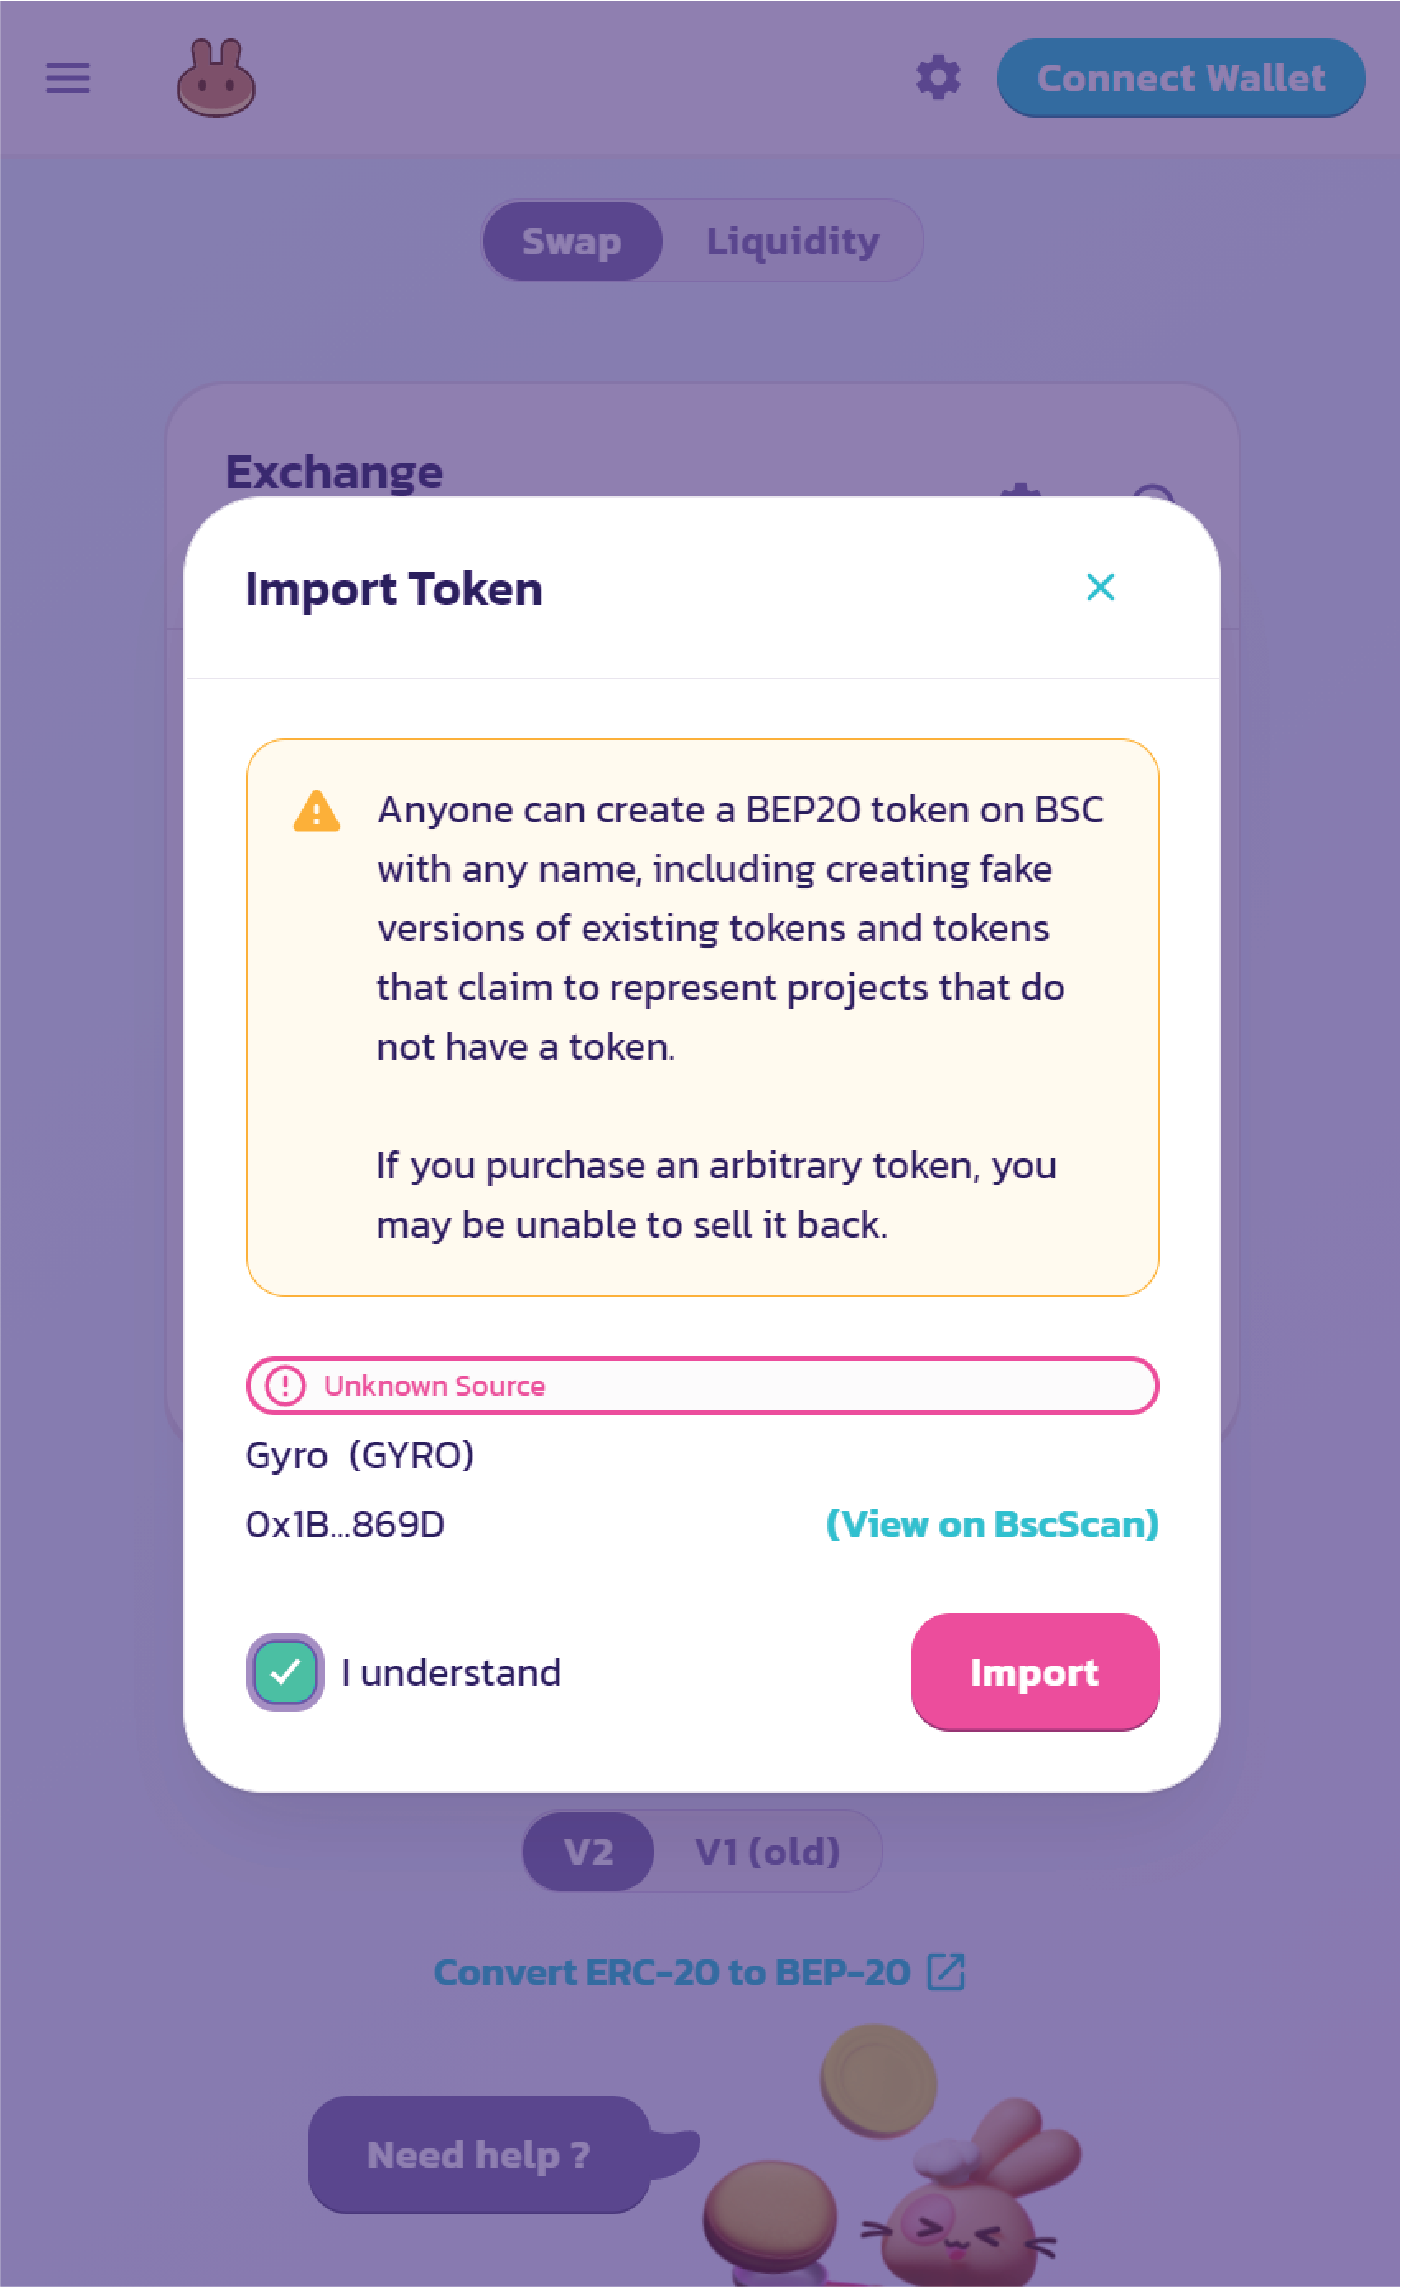 Connect Wallet
Swap Liquidity
Exchange
Import Token
Anyone can create a BEP20 token on BSC
with any name, including creating fake
versions of existing tokens and tokens
that claim to represent projects that do
not have a token.
If you purchase an arbitrary token, you
may be unable to sell it back.
Unknown Source
Gyro (GYRO)
0x1B...869D (View on BscScan)
I understand Import
V2 V1 (old)
Convert ERC-20 to BEP-20
Need help ?